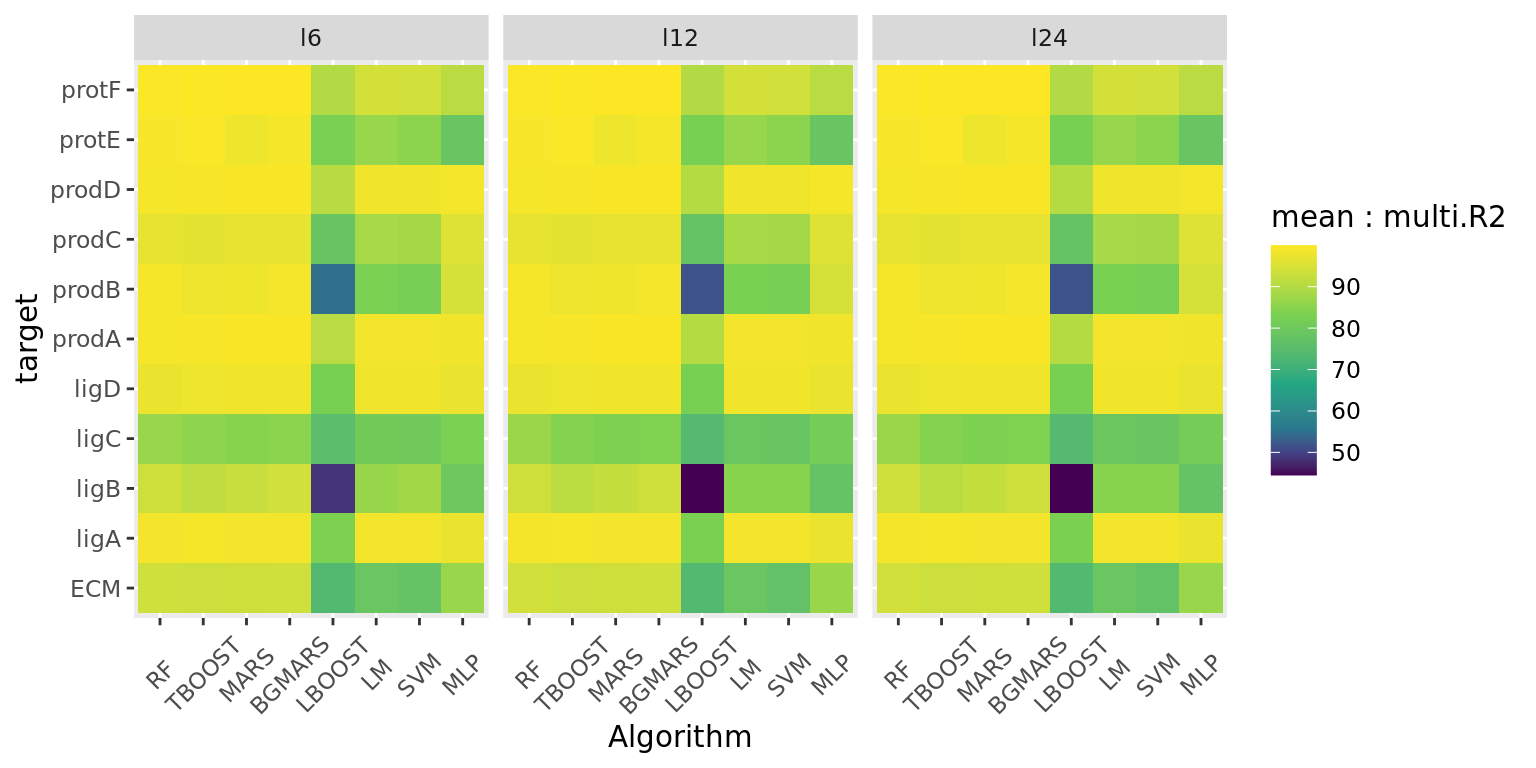 l6 l12 l24
protF
protE
prodD
prodC
prodB
prodA
ligD
ligC
ligB
ligA
ECM
target
RF TBOOST MARS BGMARS LBOOST LM SVM MLP
RF TBOOST MARS BGMARS LBOOST LM SVM MLP
RF TBOOST MARS BGMARS LBOOST LM SVM MLP
Algorithm
mean : multi.R2
90
80
70
60
50